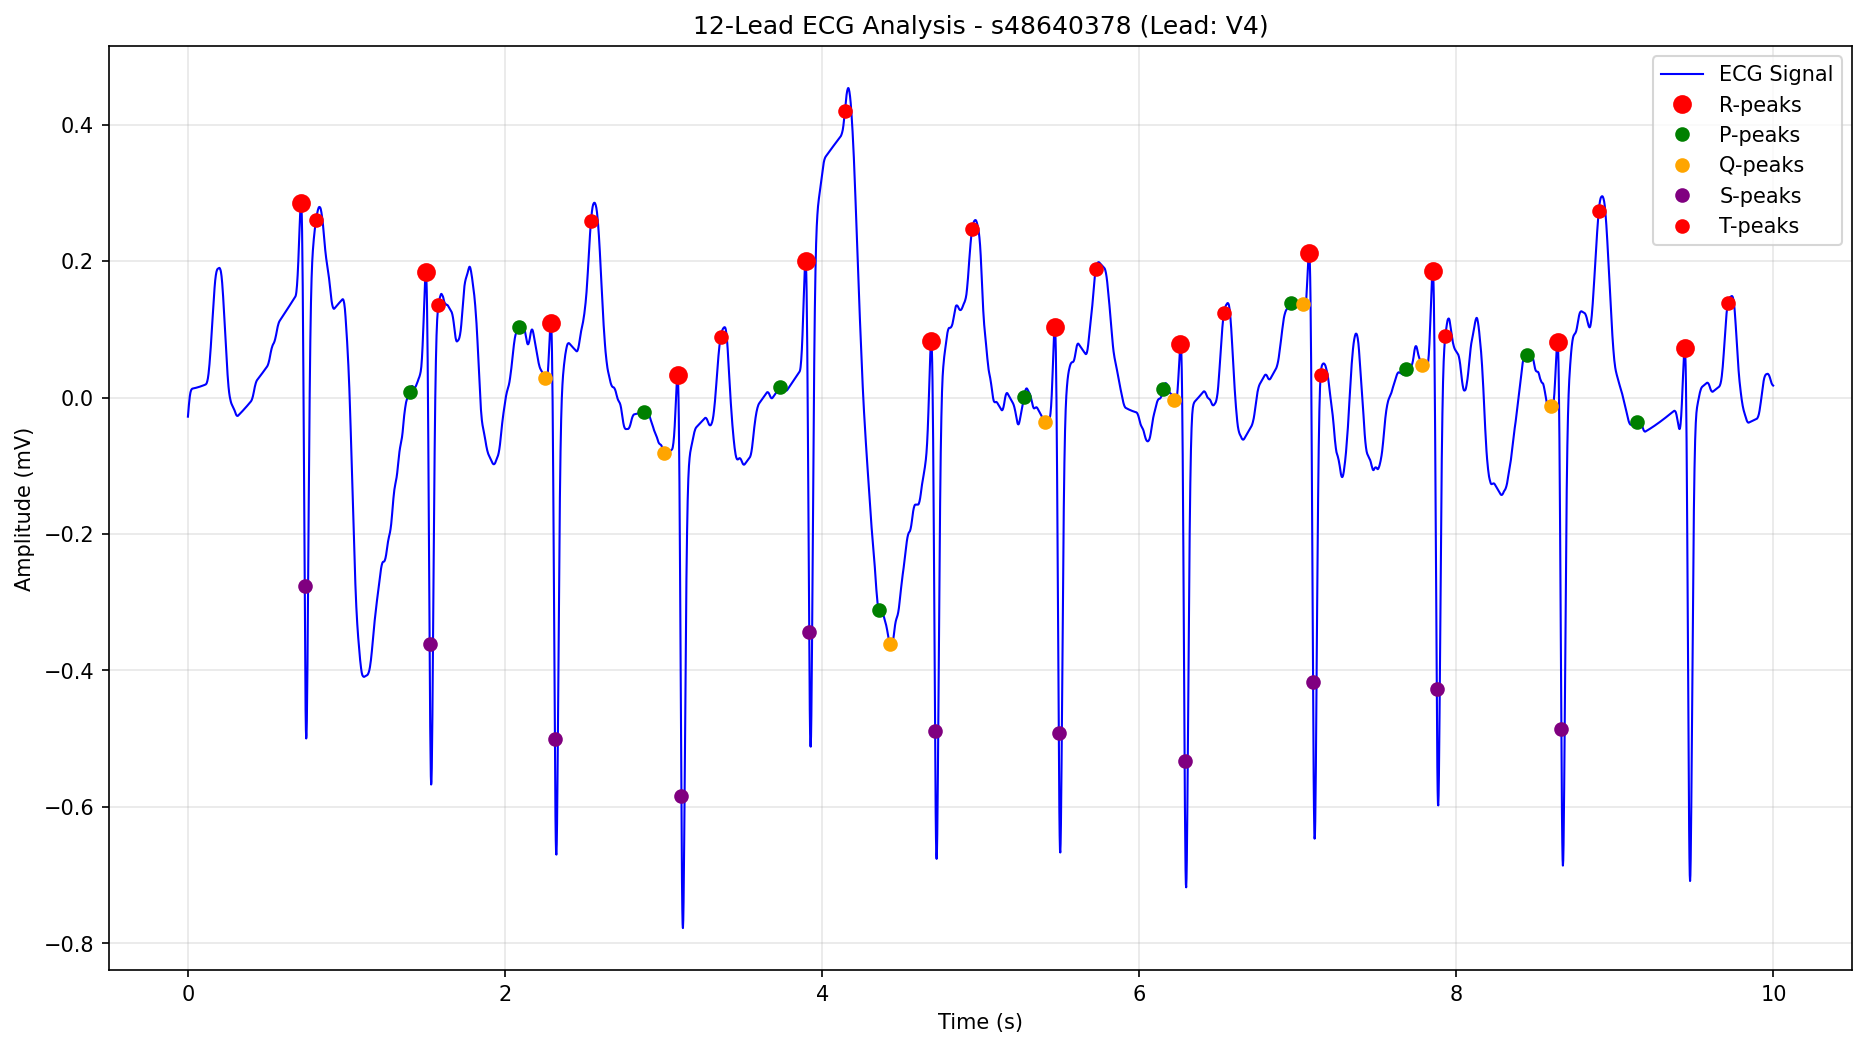 12-Lead ECG Analysis - s48640378 (Lead: V4)
ECG Signal
R-peaks
P-peaks
Q-peaks
S-peaks
T-peaks
Amplitude (mV)
0.4
0.2
0.0
−0.2
−0.4
−0.6
−0.8
0 2 4 6 8 10
Time (s)